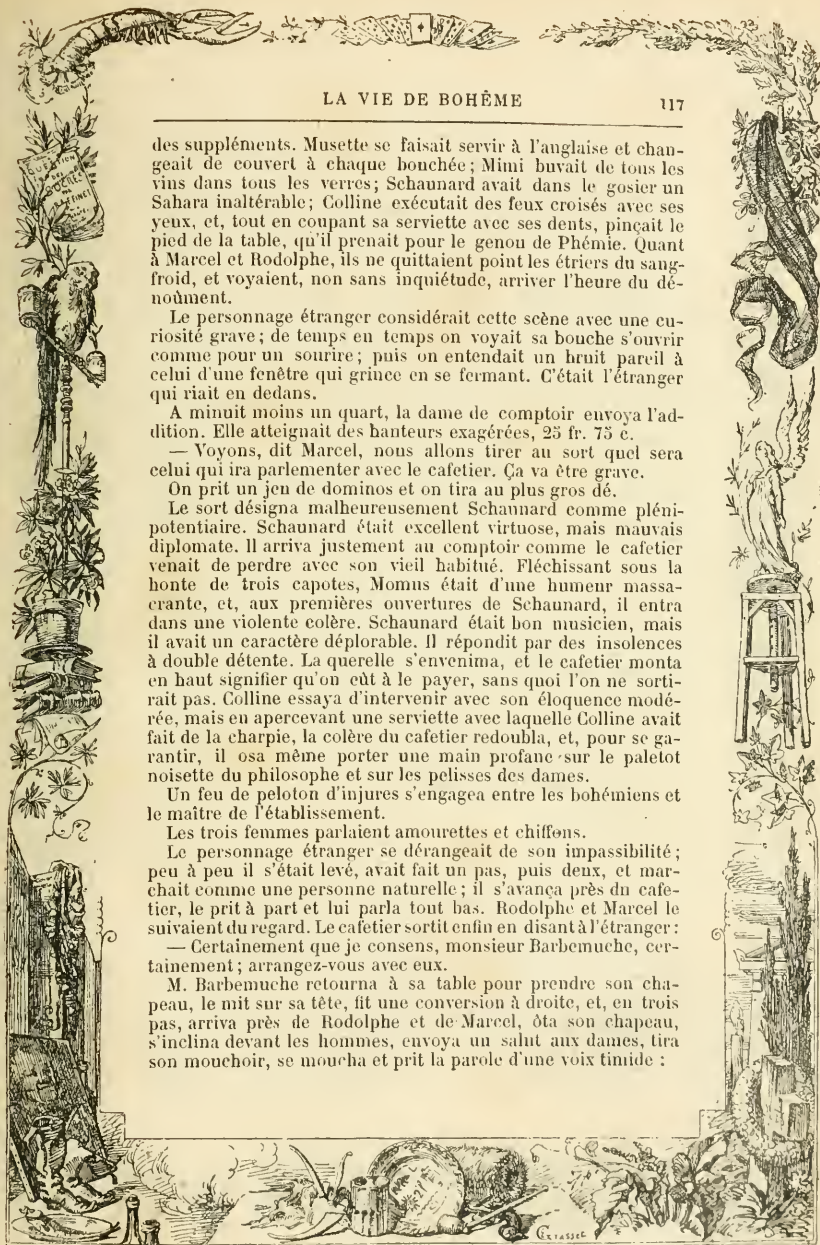 LA VIE DE BOHÊME 117
des suppléments. Musette se faisait servir à l'anglaise et chan-
geait de couvert à chaque bouchée; Mimi buvait de tous les
vins dans tous les verres; Schaunard avait dans le gosier un
Sahara inaltérable; Colline exécutait des feux croisés avec ses
yeux, et, tout en coupant sa serviette avec ses dents, pinçait le
pied de la table, qu'il prenait pour le genou de Phémie. Quant
à Marcel et Rodolphe, ils ne quittaient point les étriers du sang-
froid, et voyaient, non sans inquiétude, arriver l'heure du dé-
noûment.
Le personnage étranger considérait cette scène avec une cu-
riosité grave; de temps en temps on voyait sa bouche s'ouvrir
comme pour un sourire; puis on entendait un bruit pareil à
celui d'une fenêtre qui grince en se fermant. C'était l'étranger
qui riait en dedans.
A minuit moins un quart, la dame de comptoir envoya l'ad-
dition. Elle atteignait des hauteurs exagérées, 25 fr. 75 c.
— Voyons, dit Marcel, nous allons tirer au sort quel sera
celui qui ira parlementer avec le cafetier. Ça va être grave.
On prit un jeu de dominos et on tira au plus gros dé.
Le sort désigna malheureusement Schaunard comme pléni-
potentiaire. Schaunard était excellent virtuose, mais mauvais
diplomate. Il arriva justement au comptoir comme le cafetier
venait de perdre avec son vieil habitué. Fléchissant sous la
honte de trois capotes, Momus était d'une humeur massa-
crante, et, aux premières ouvertures de Schaunard, il entra
dans une violente colère. Schaunard était bon musicien, mais
il avait un caractère déplorable. Il répondit par des insolences
à double détente. La querelle s'envenima, et le cafetier monta
en haut signifier qu'on eût à le payer, sans quoi l'on ne sorti-
rait pas. Colline essaya d'intervenir avec son éloquence modé-
rée, mais en apercevant une serviette avec laquelle Colline avait
fait de la charpie, la colère du cafetier redoubla, et, pour se ga-
rantir, il osa même porter une main profane sur le paletot
noisette du philosophe et sur les pelisses des dames.
Un feu de peloton d'injures s'engagea entre les bohémiens et
le maître de l'établissement.
Les trois femmes parlaient amourettes et chiffons.
Le personnage étranger se dérangeait de son impassibilité;
peu à peu il s'était levé, avait fait un pas, puis deux, et mar-
chait comme une personne naturelle; il s'avança près du cafe-
tier, le prit à part et lui parla tout bas. Rodolphe et Marcel le
suivaient du regard. Le cafetier sortit enfin en disant à l'étranger:
— Certainement que je consens, monsieur Barbemuche, cer-
tainement; arrangez-vous avec eux.
M. Barbemuche retourna à sa table pour prendre son cha-
peau, le mit sur sa tête, fit une conversion à droite, et, en trois
pas, arriva près de Rodolphe et de Marcel, ôta son chapeau,
s'inclina devant les hommes, envoya un salut aux dames, tira
son mouchoir, se moucha et prit la parole d'une voix timide :